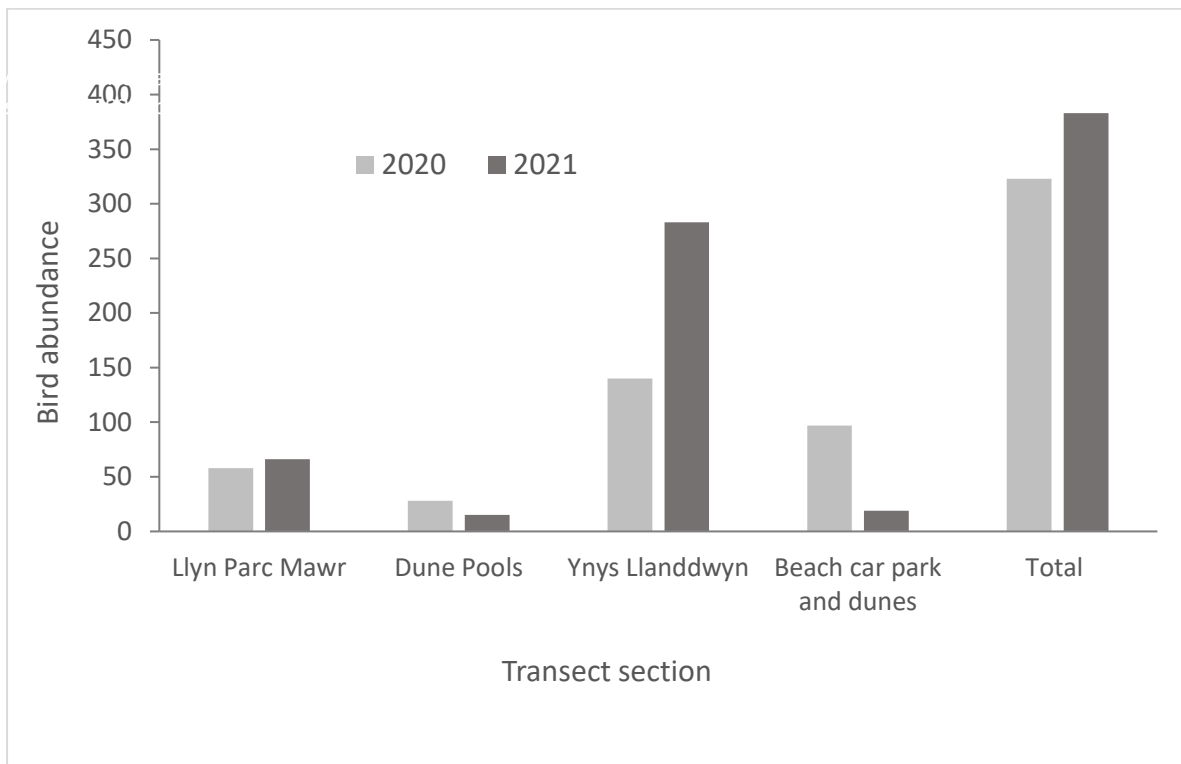 450
400
350
300
250
200
150
100
50
0
Bird abundance
2020 2021
Llyn Parc Mawr Dune Pools Ynys Llanddwyn Beach car park Total
and dunes
Transect section